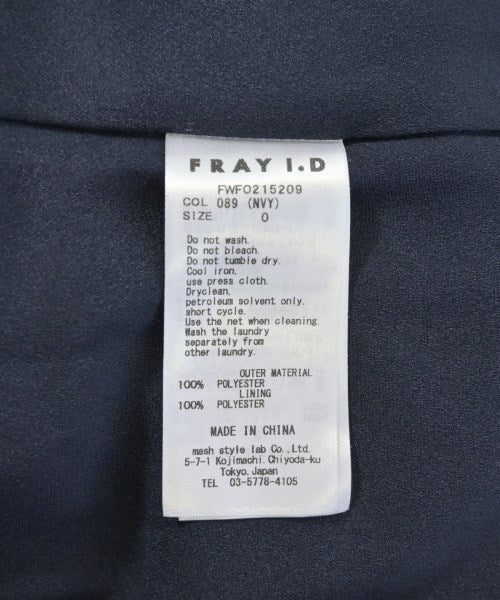 FRAY I.D
FWFO215209
COL 089 (NVY)
SIZE 0
Do not wash.
Do not bleach.
Do not tumble dry.
Cool iron,
use press cloth.
Dryclean,
petroleum solvent only,
short cycle.
Use the net when cleaning.
Wash the laundry
separately from
other laundry.
OUTER MATERIAL
100% POLYESTER
LINING
100% POLYESTER
MADE IN CHINA
mash style lab Co.,Ltd.
5-7-1 Kojimachi,Chiyoda-ku
Tokyo,Japan
TEL 03-5778-4105